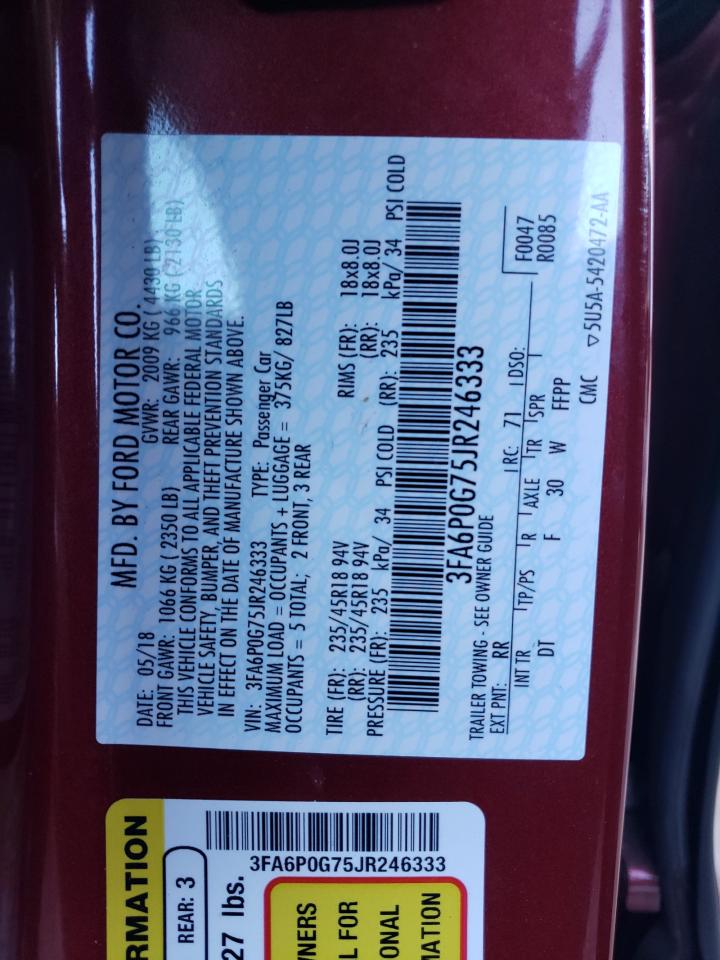 MFD. BY FORD MOTOR CO.
DATE: 05/18 GVWR: 2009 KG ( 4430 LB)
FRONT GAWR: 1066 KG ( 2350 LB) REAR GAWR: 966 KG ( 2130 LB)
THIS VEHICLE CONFORMS TO ALL APPLICABLE FEDERAL MOTOR
VEHICLE SAFETY, BUMPER, AND THEFT PREVENTION STANDARDS
IN EFFECT ON THE DATE OF MANUFACTURE SHOWN ABOVE.
VIN: 3FA6P0G75JR246333 TYPE: Passenger Car
MAXIMUM LOAD = OCCUPANTS + LUGGAGE = 375KG/ 827LB
OCCUPANTS = 5 TOTAL; 2 FRONT, 3 REAR
TIRE (FR): 235/45R18 94V RIMS (FR): 18x8.0J
(RR): 235/45R18 94V (RR): 18x8.0J
PRESSURE (FR): 235 kPa/ 34 PSI COLD (RR): 235 kPa/ 34 PSI COLD
3FA6P0G75JR246333
TRAILER TOWING - SEE OWNER GUIDE
EXT PNT: RR RC: 71 DSO: F0047
R0085
INT TR TP/PS R AXLE TR SPR
DT F 30 W FFPP
CMC ▽5U5A-5420472-AA
RMATION
REAR: 3
27 lbs.
3FA6P0G75JR246333
WNERS
L FOR
ONAL
MATION